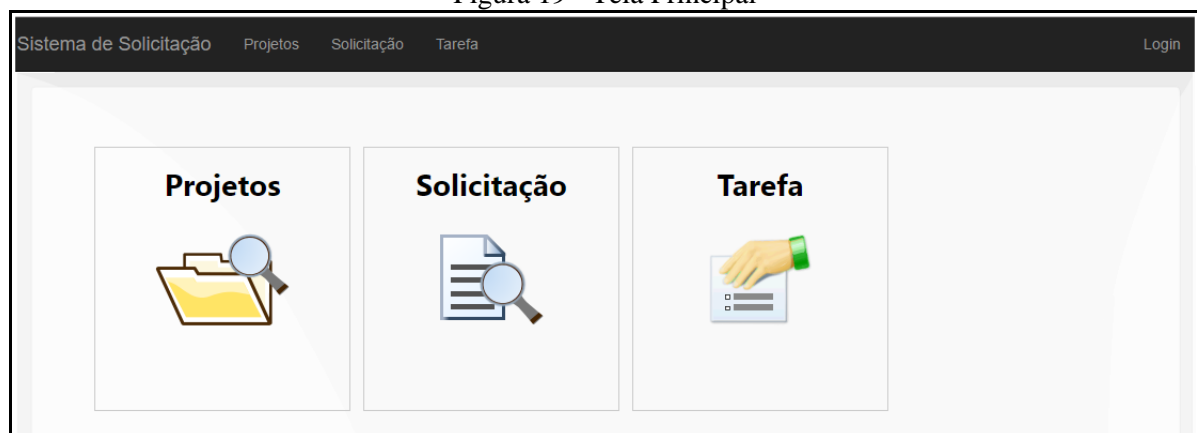 Figura 19 - Tela Principal
Sistema de Solicitação Projetos Solicitação Tarefa Login
Projetos Solicitação Tarefa